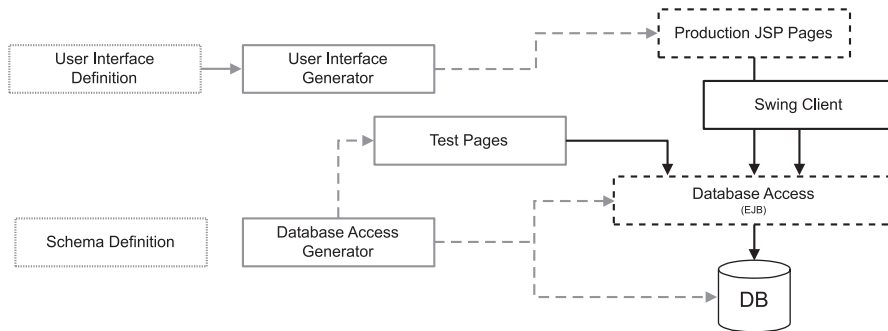 Production JSP Pages
User Interface
Definition
User Interface
Generator
Swing Client
Test Pages
Database Access
(EJB)
Schema Definition
Database Access
Generator
DB